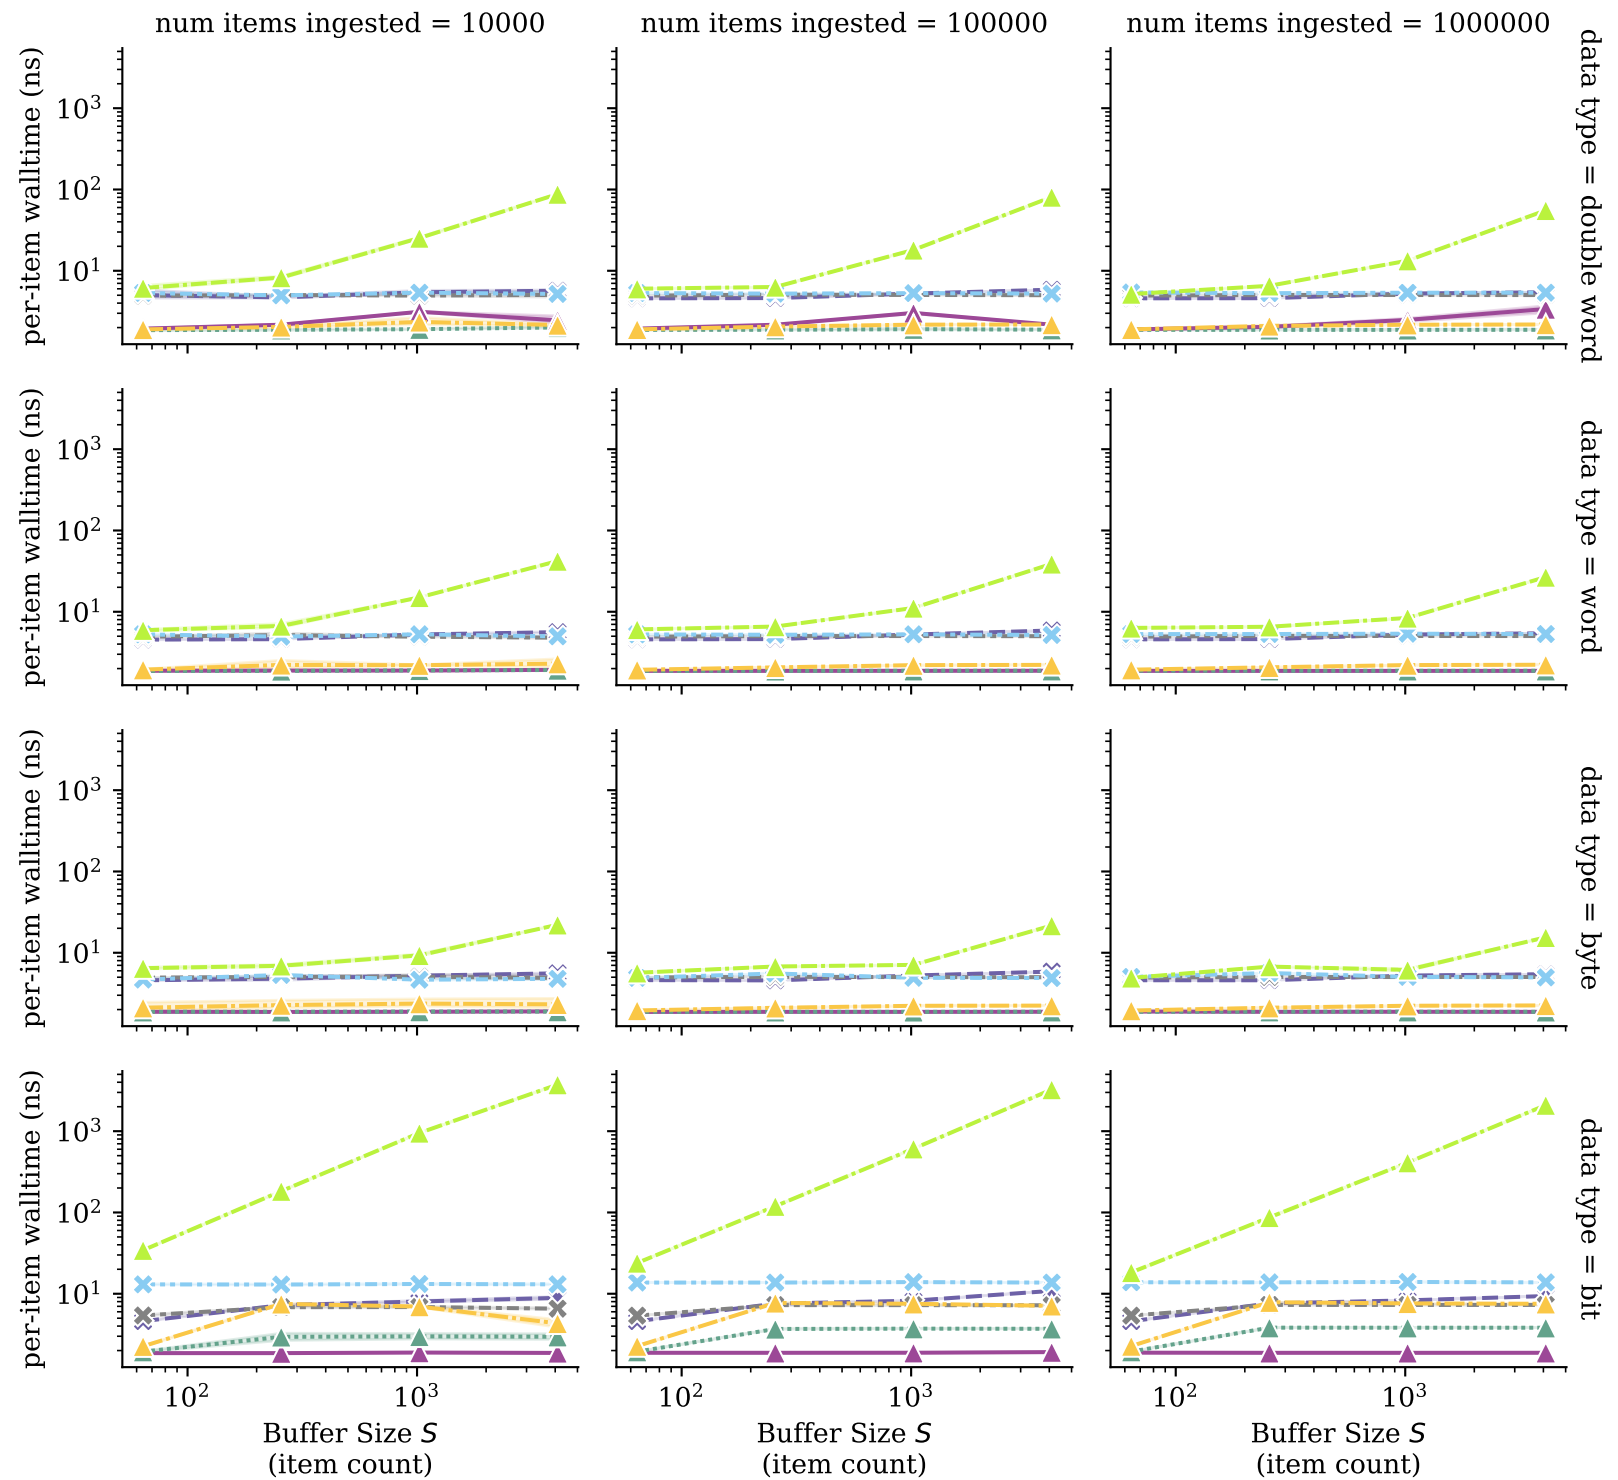 num items ingested = 10000
num items ingested = 100000
num items ingested = 1000000
per-item walltime (ns)
10³
10²
10¹
data type = double word
per-item walltime (ns)
10³
10²
10¹
data type = word
per-item walltime (ns)
10³
10²
10¹
data type = byte
per-item walltime (ns)
10³
10²
10¹
data type = bit
10² 10³
10² 10³
10² 10³
Buffer Size S
(item count)
Buffer Size S
(item count)
Buffer Size S
(item count)